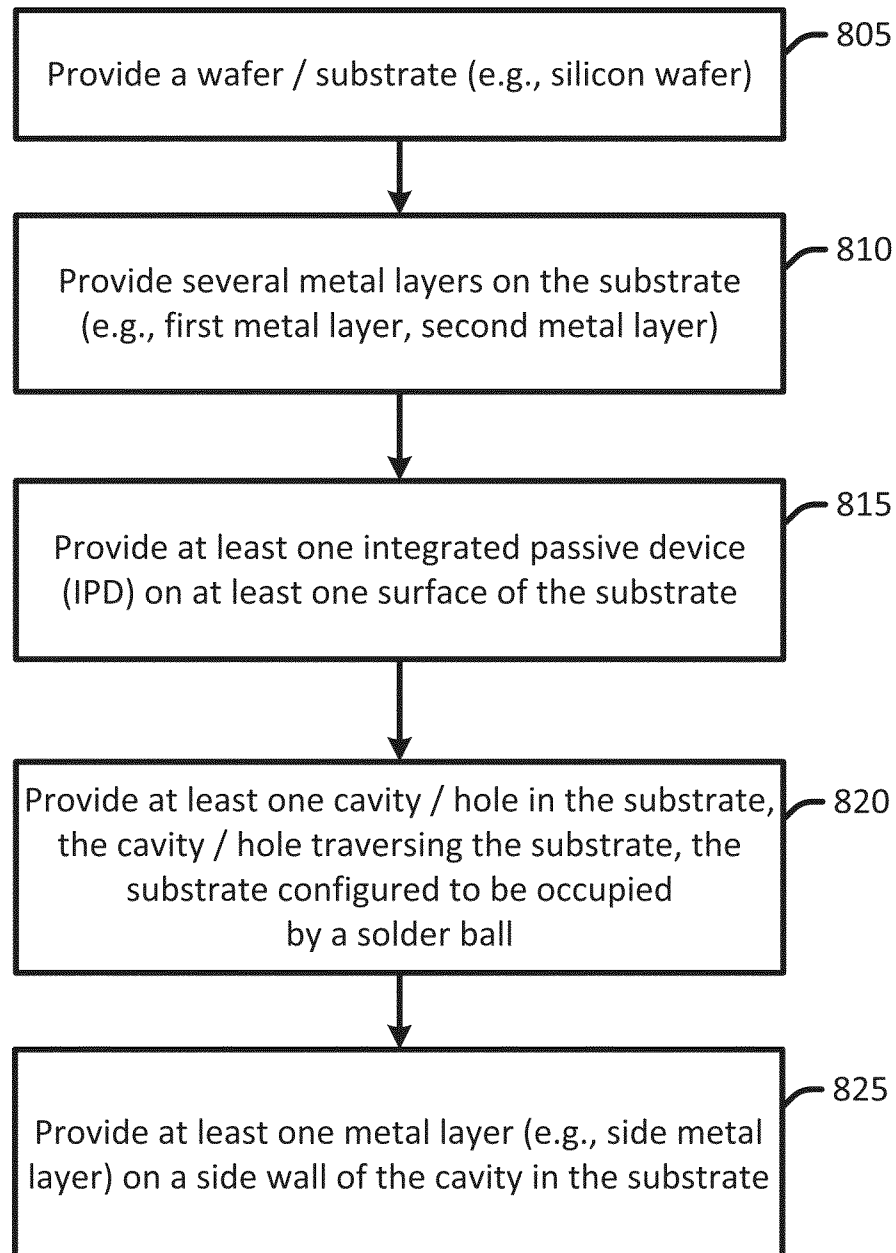 Provide a wafer / substrate (e.g., silicon wafer)
805
Provide several metal layers on the substrate
(e.g., first metal layer, second metal layer)
810
Provide at least one integrated passive device
(IPD) on at least one surface of the substrate
815
Provide at least one cavity / hole in the substrate,
the cavity / hole traversing the substrate, the
substrate configured to be occupied
by a solder ball
820
Provide at least one metal layer (e.g., side metal
layer) on a side wall of the cavity in the substrate
825